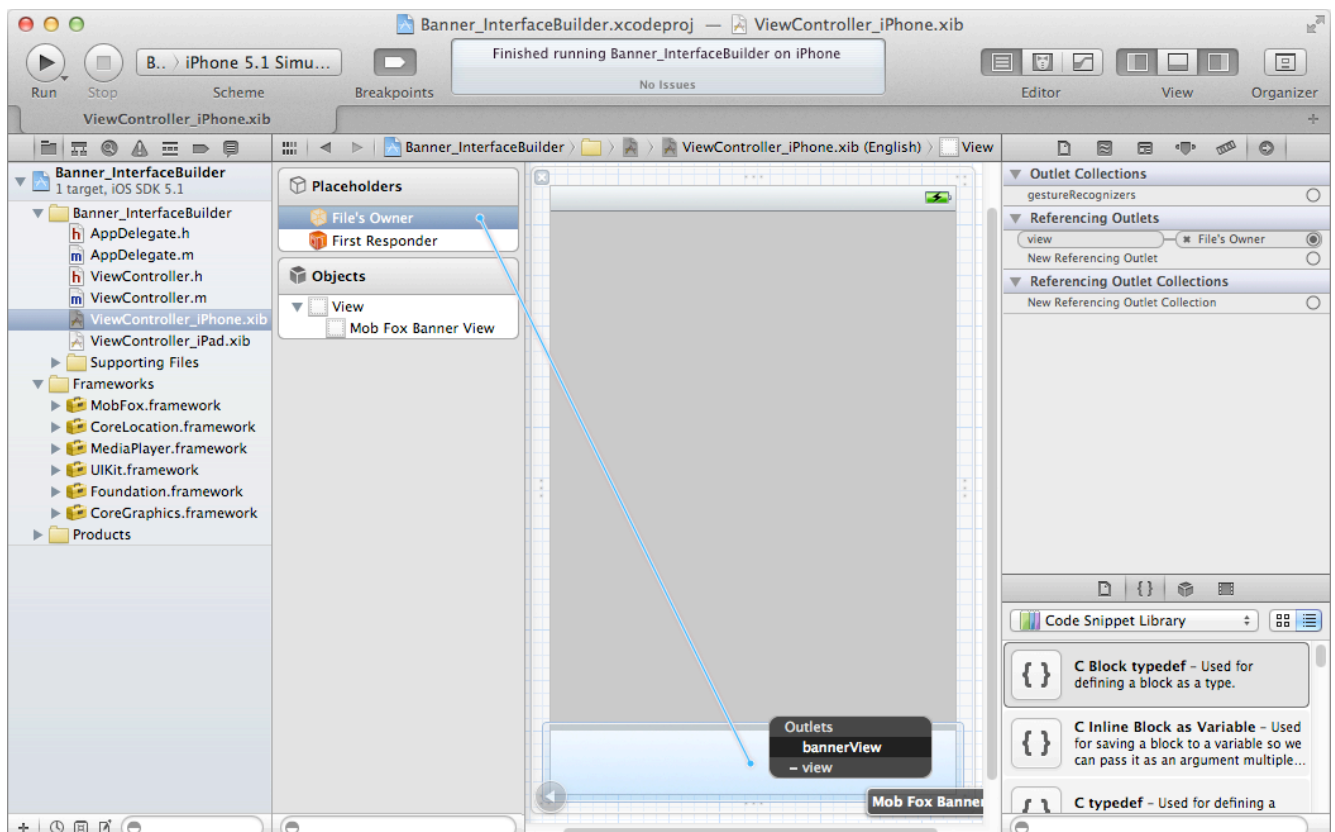 Banner_InterfaceBuilder.xcodeproj — ViewController_iPhone.xib
B.. 〉 iPhone 5.1 Simu...
Finished running Banner_InterfaceBuilder on iPhone
No Issues
Run Stop Scheme Breakpoints Editor View Organizer
ViewController_iPhone.xib
Banner_InterfaceBuilder 〉 〉 〉 ViewController_iPhone.xib (English) 〉 View
Banner_InterfaceBuilder
1 target, iOS SDK 5.1
Banner_InterfaceBuilder
h AppDelegate.h
m AppDelegate.m
h ViewController.h
m ViewController.m
ViewController_iPhone.xib
ViewController_iPad.xib
Supporting Files
Frameworks
MobFox.framework
CoreLocation.framework
MediaPlayer.framework
UIKit.framework
Foundation.framework
CoreGraphics.framework
Products
Placeholders
File's Owner
First Responder
Objects
View
Mob Fox Banner View
Outlets
bannerView
– view
Mob Fox Banner
Outlet Collections
gestureRecognizers
Referencing Outlets
view File's Owner
New Referencing Outlet
Referencing Outlet Collections
New Referencing Outlet Collection
{}
Code Snippet Library
{ } C Block typedef – Used for
defining a block as a type.
{ } C Inline Block as Variable – Used
for saving a block to a variable so we
can pass it as an argument multiple...
{ } C typedef – Used for defining a